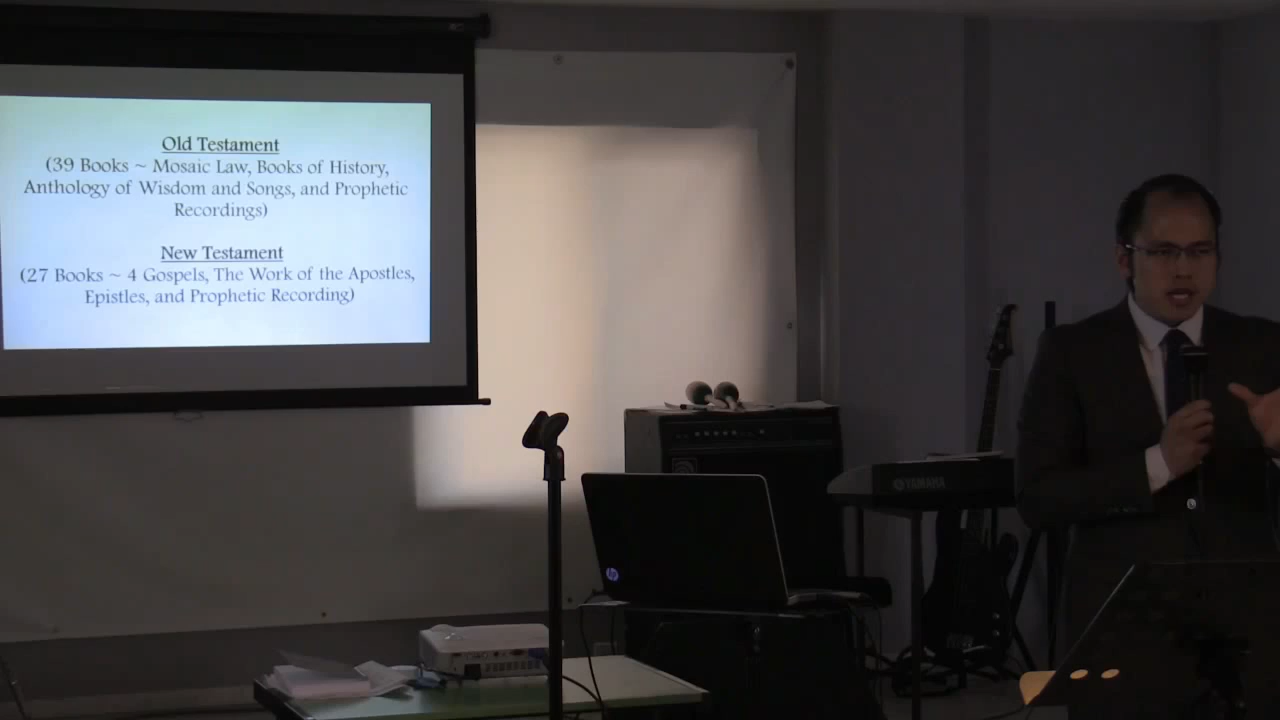 Old Testament
(39 Books ~ Mosaic Law, Books of History,
Anthology of Wisdom and Songs, and Prophetic
Recordings)
New Testament
(27 Books ~ 4 Gospels, The Work of the Apostles,
Epistles, and Prophetic Recording)
YAMAHA
hp